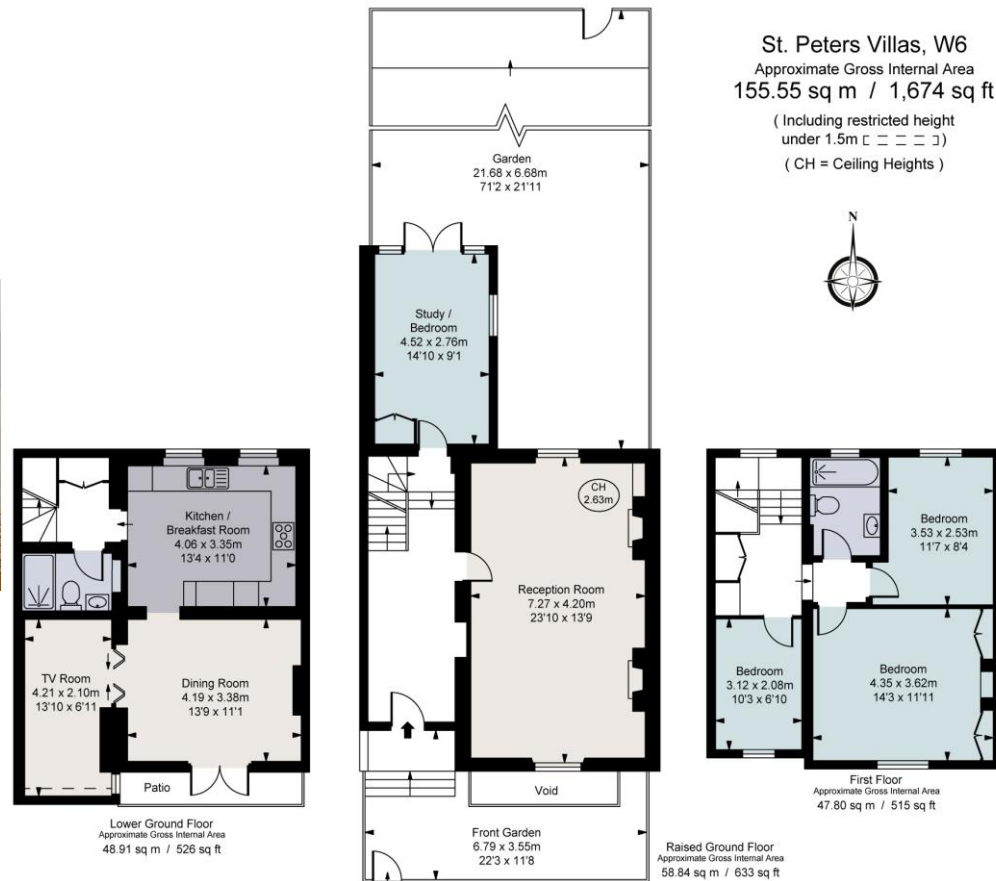 St. Peters Villas, W6
Approximate Gross Internal Area
155.55 sq m / 1,674 sq ft
( Including restricted height
under 1.5m )
( CH = Ceiling Heights )
N
Garden
21.68 x 6.68m
71'2 x 21'11
Study /
Bedroom
4.52 x 2.76m
14'10 x 9'1
CH
2.63m
Reception Room
7.27 x 4.20m
23'10 x 13'9
Void
Front Garden
6.79 x 3.55m
22'3 x 11'8
Raised Ground Floor
Approximate Gross Internal Area
58.84 sq m / 633 sq ft
Kitchen /
Breakfast Room
4.06 x 3.35m
13'4 x 11'0
TV Room
4.21 x 2.10m
13'10 x 6'11
Dining Room
4.19 x 3.38m
13'9 x 11'1
Patio
Lower Ground Floor
Approximate Gross Internal Area
48.91 sq m / 526 sq ft
Bedroom
3.53 x 2.53m
11'7 x 8'4
Bedroom
3.12 x 2.08m
10'3 x 6'10
Bedroom
4.35 x 3.62m
14'3 x 11'11
First Floor
Approximate Gross Internal Area
47.80 sq m / 515 sq ft